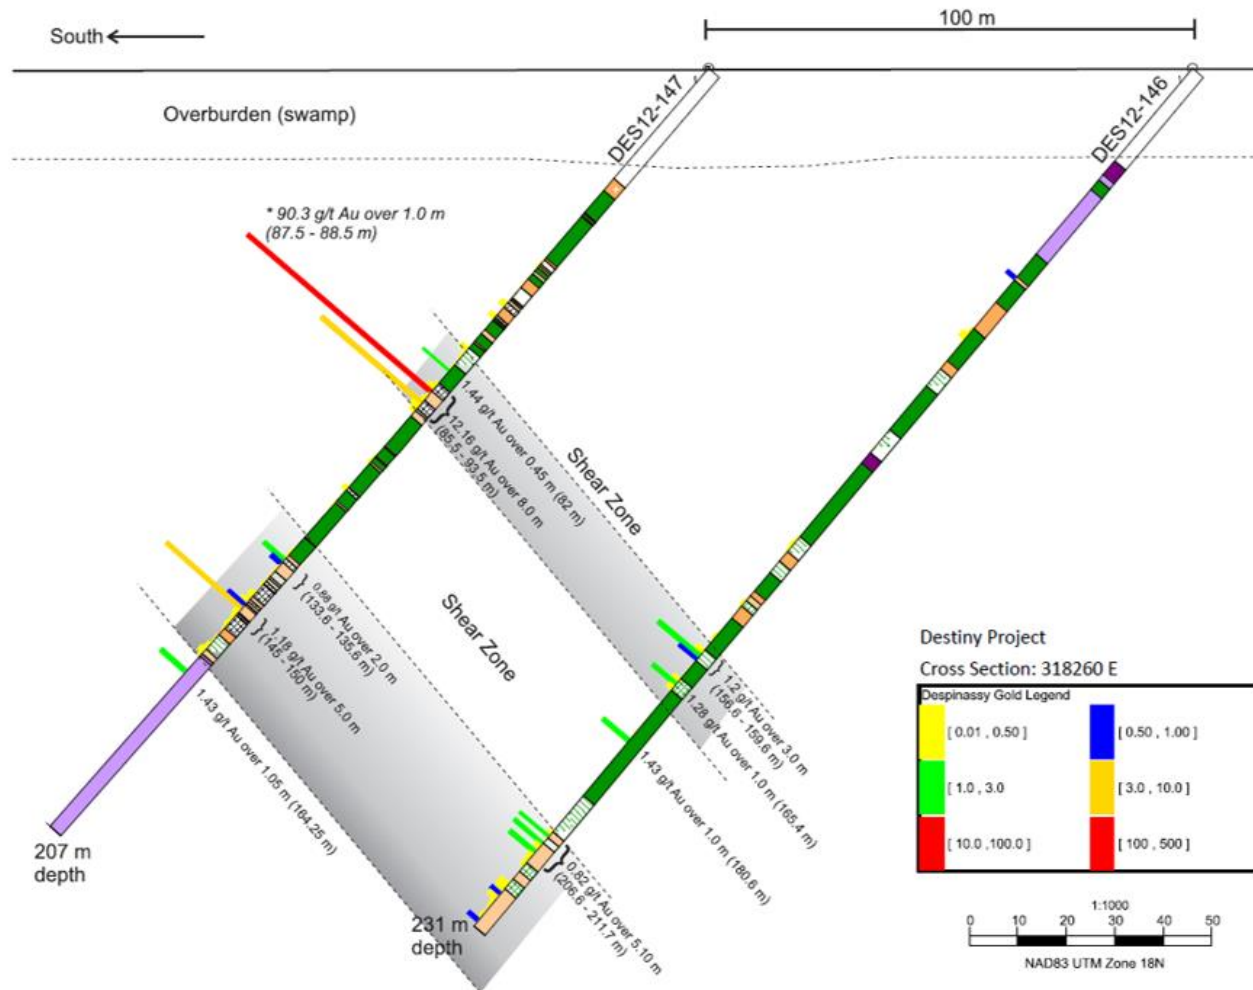 South
100 m
Overburden (swamp)
DES12-147
DES12-146
* 90.3 g/t Au over 1.0 m
(87.5 - 88.5 m)
1.44 g/t Au over 0.45 m (82 m)
12.16 g/t Au over 8.0 m
(85.5 - 93.5 m)
Shear Zone
Shear Zone
0.88 g/t Au over 2.0 m
(133.6 - 135.6 m)
1.18 g/t Au over 5.0 m
(145 - 150 m)
1.43 g/t Au over 1.05 m (164.25 m)
1.2 g/t Au over 3.0 m
(156.6 - 159.6 m)
1.28 g/t Au over 1.0 m (165.4 m)
1.43 g/t Au over 1.0 m (180.6 m)
0.82 g/t Au over 5.10 m
(206.6 - 211.7 m)
207 m
depth
231 m
depth
Destiny Project
Cross Section: 318260 E
Despinassy Gold Legend
[ 0.01 , 0.50 ]
[ 0.50 , 1.00 ]
[ 1.0 , 3.0
[ 3.0 , 10.0 ]
[ 10.0 ,100.0 ]
[ 100 , 500 ]
1:1000
0 10 20 30 40 50
NAD83 UTM Zone 18N